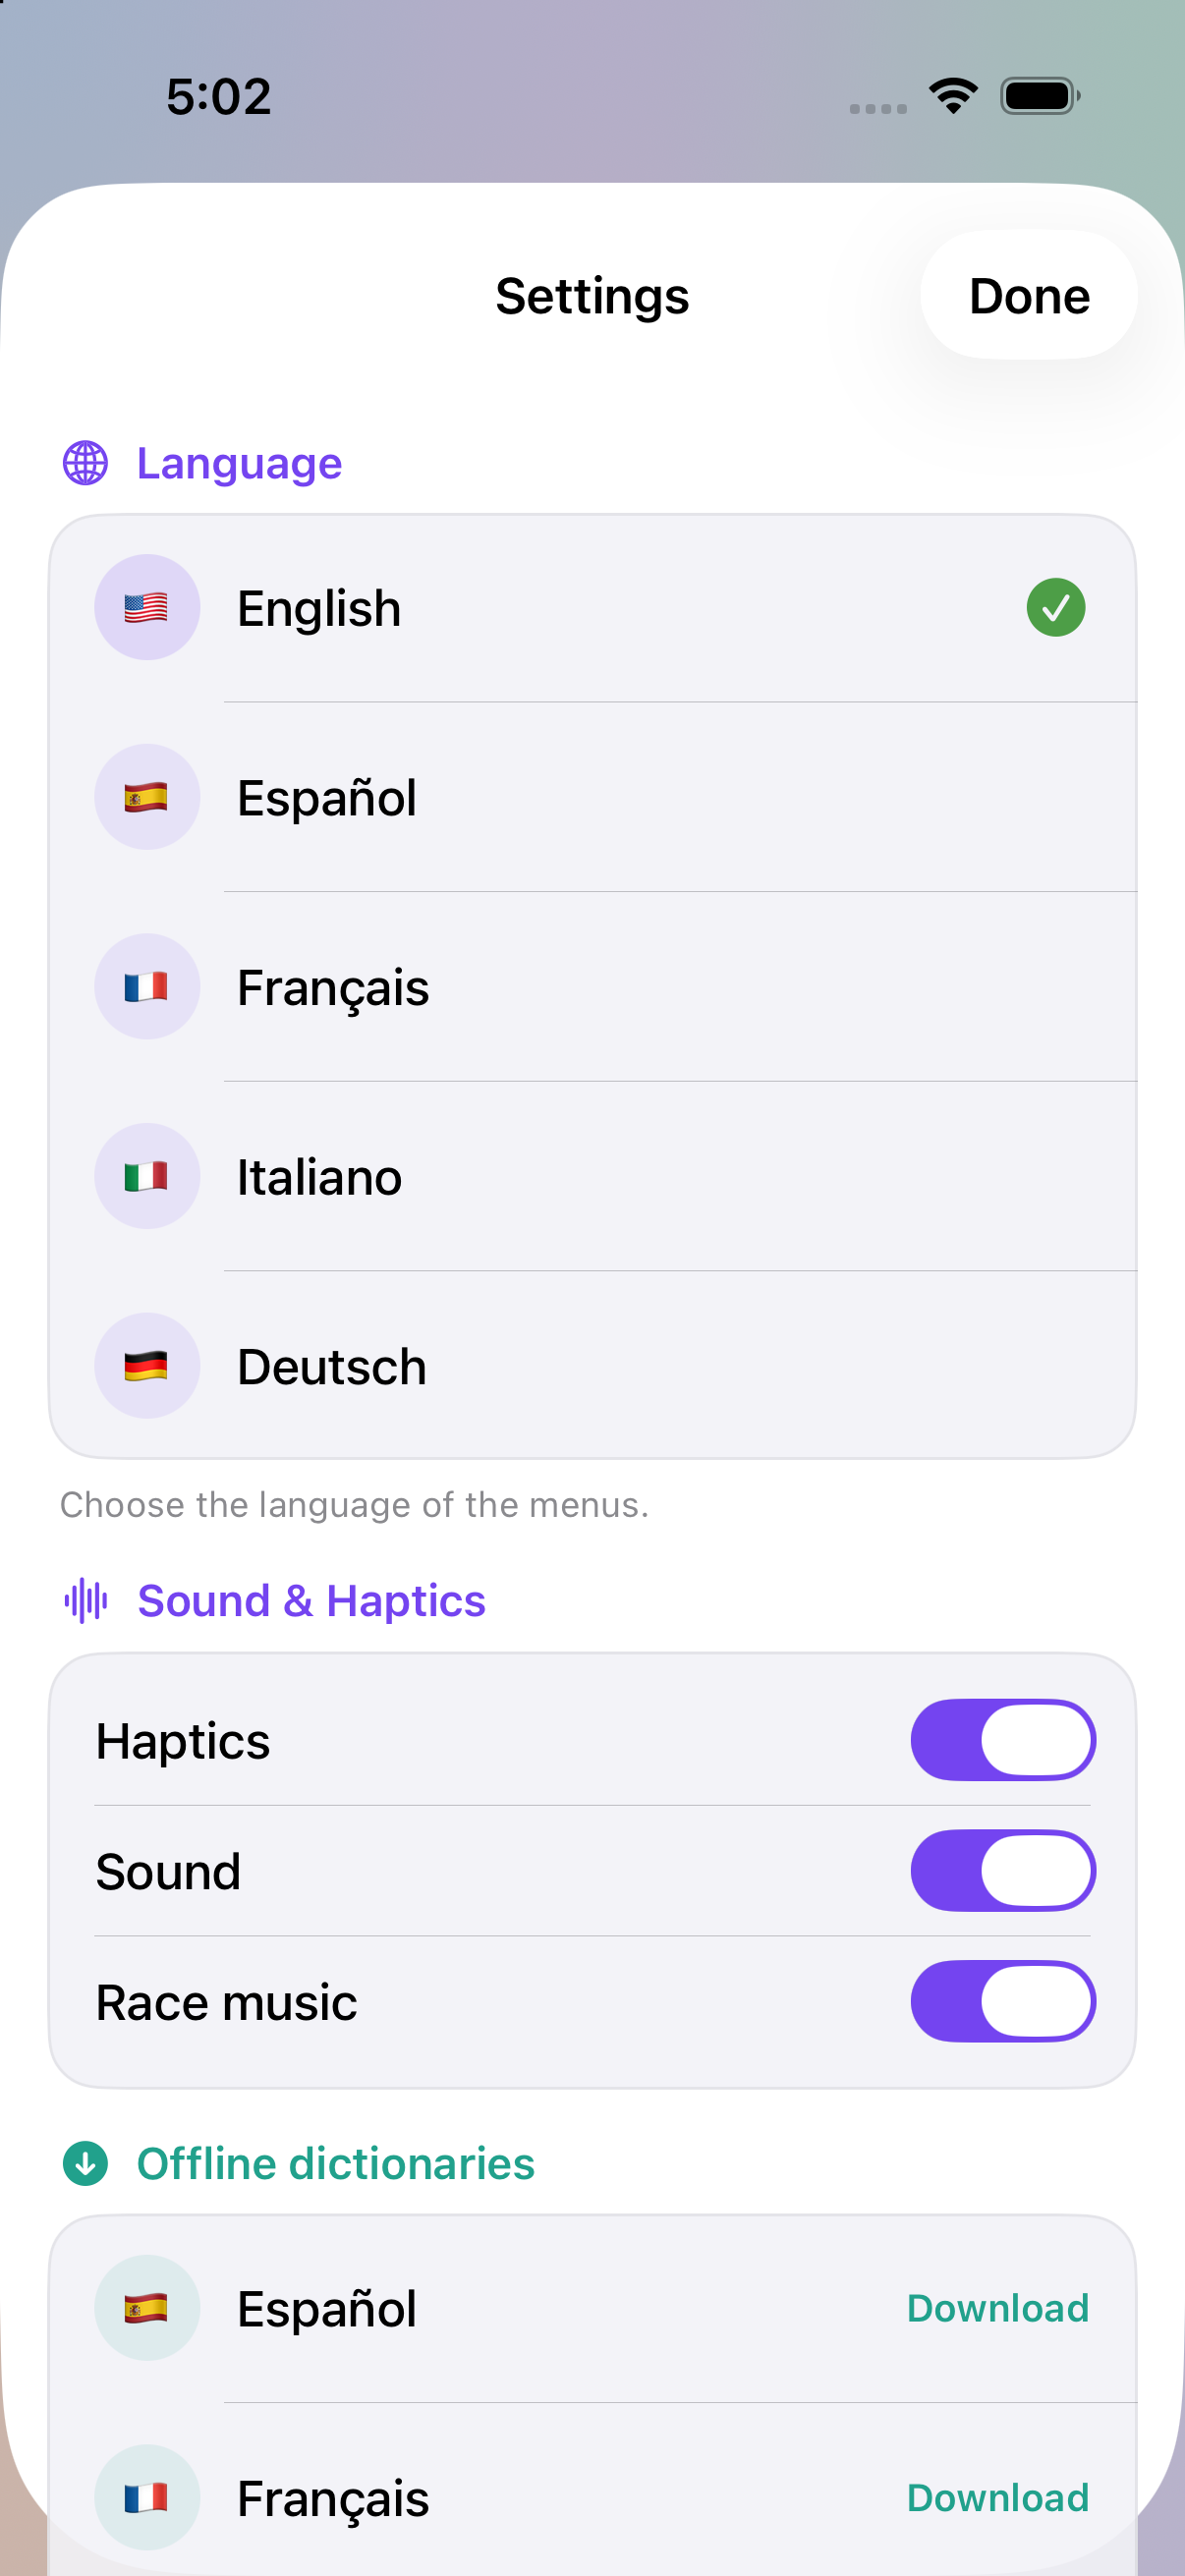 5:02
Settings
Done
Language
English
Español
Français
Italiano
Deutsch
Choose the language of the menus.
Sound & Haptics
Haptics
Sound
Race music
Offline dictionaries
Español Download
Français Download